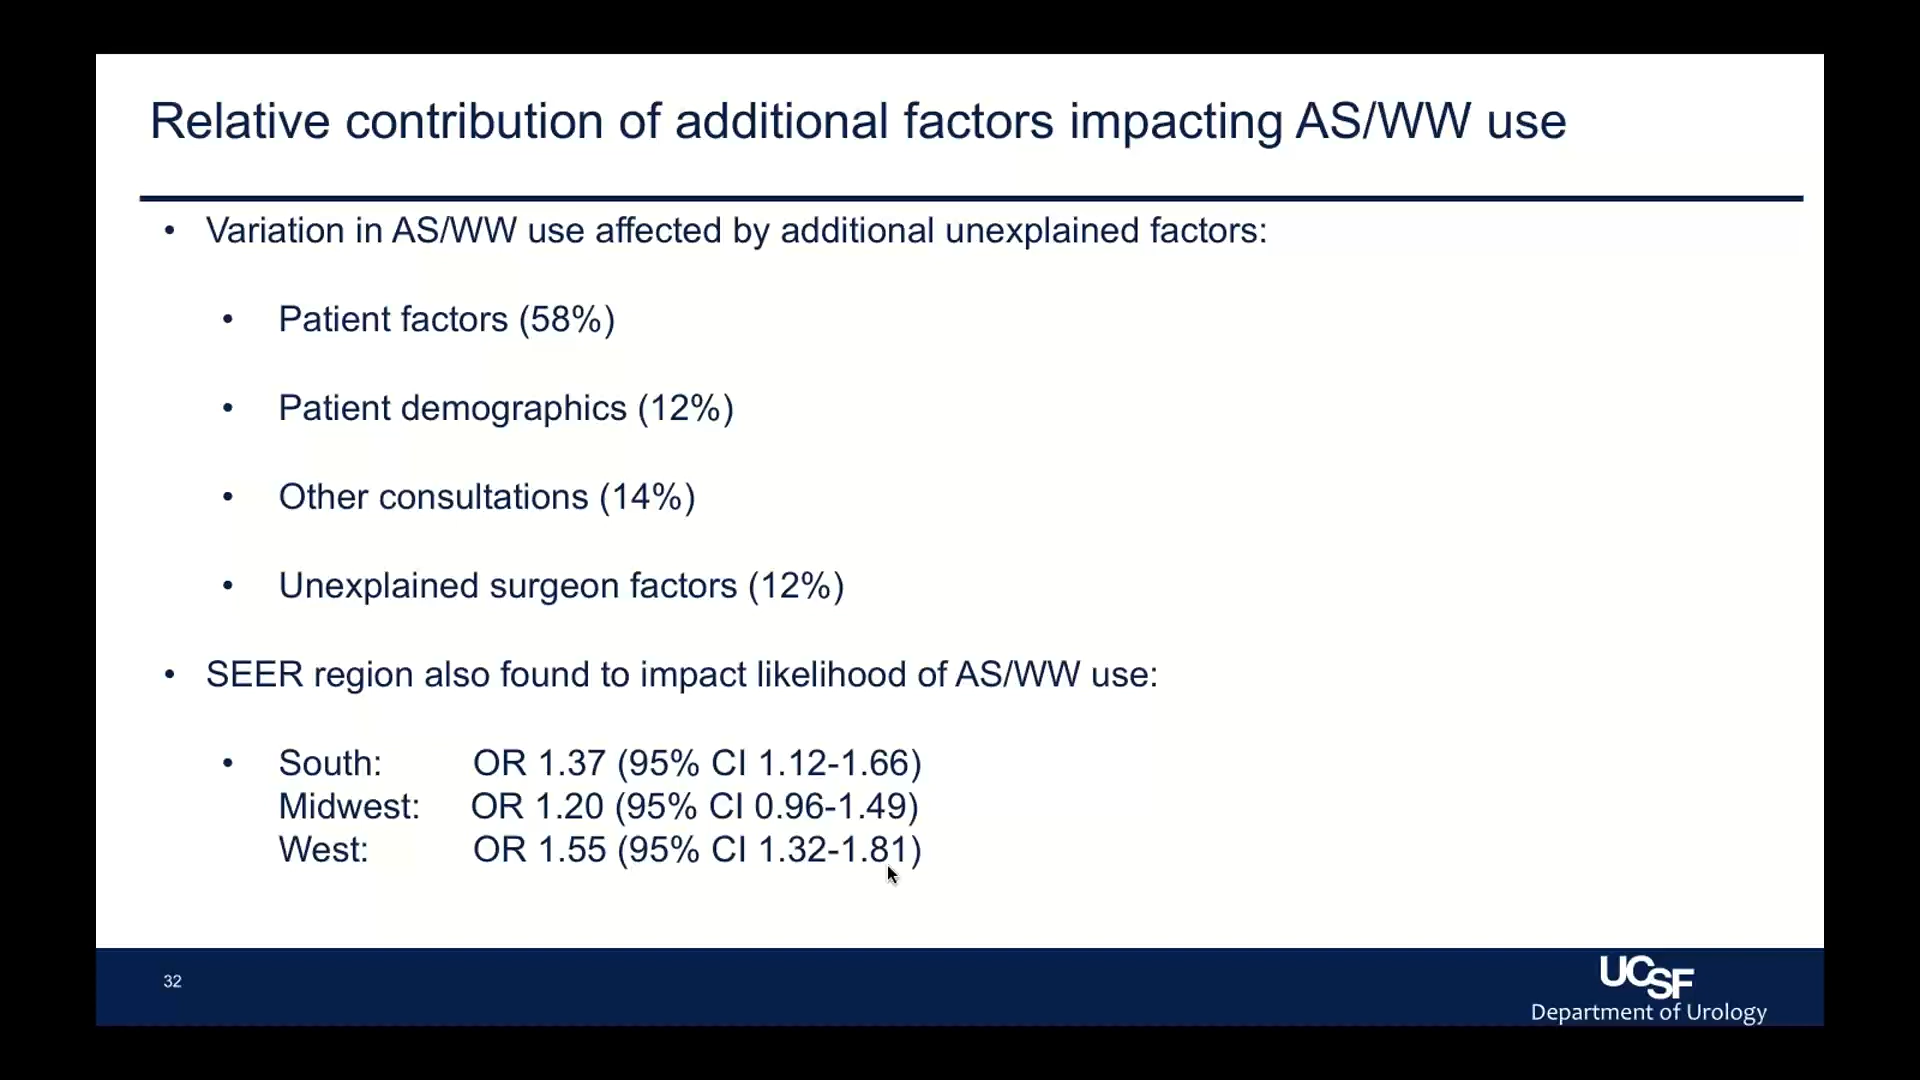 Relative contribution of additional factors impacting AS/WW use
• Variation in AS/WW use affected by additional unexplained factors:
• Patient factors (58%)
• Patient demographics (12%)
• Other consultations (14%)
• Unexplained surgeon factors (12%)
• SEER region also found to impact likelihood of AS/WW use:
• South: OR 1.37 (95% CI 1.12-1.66)
Midwest: OR 1.20 (95% CI 0.96-1.49)
West: OR 1.55 (95% CI 1.32-1.81)
32
UCSF
Department of Urology